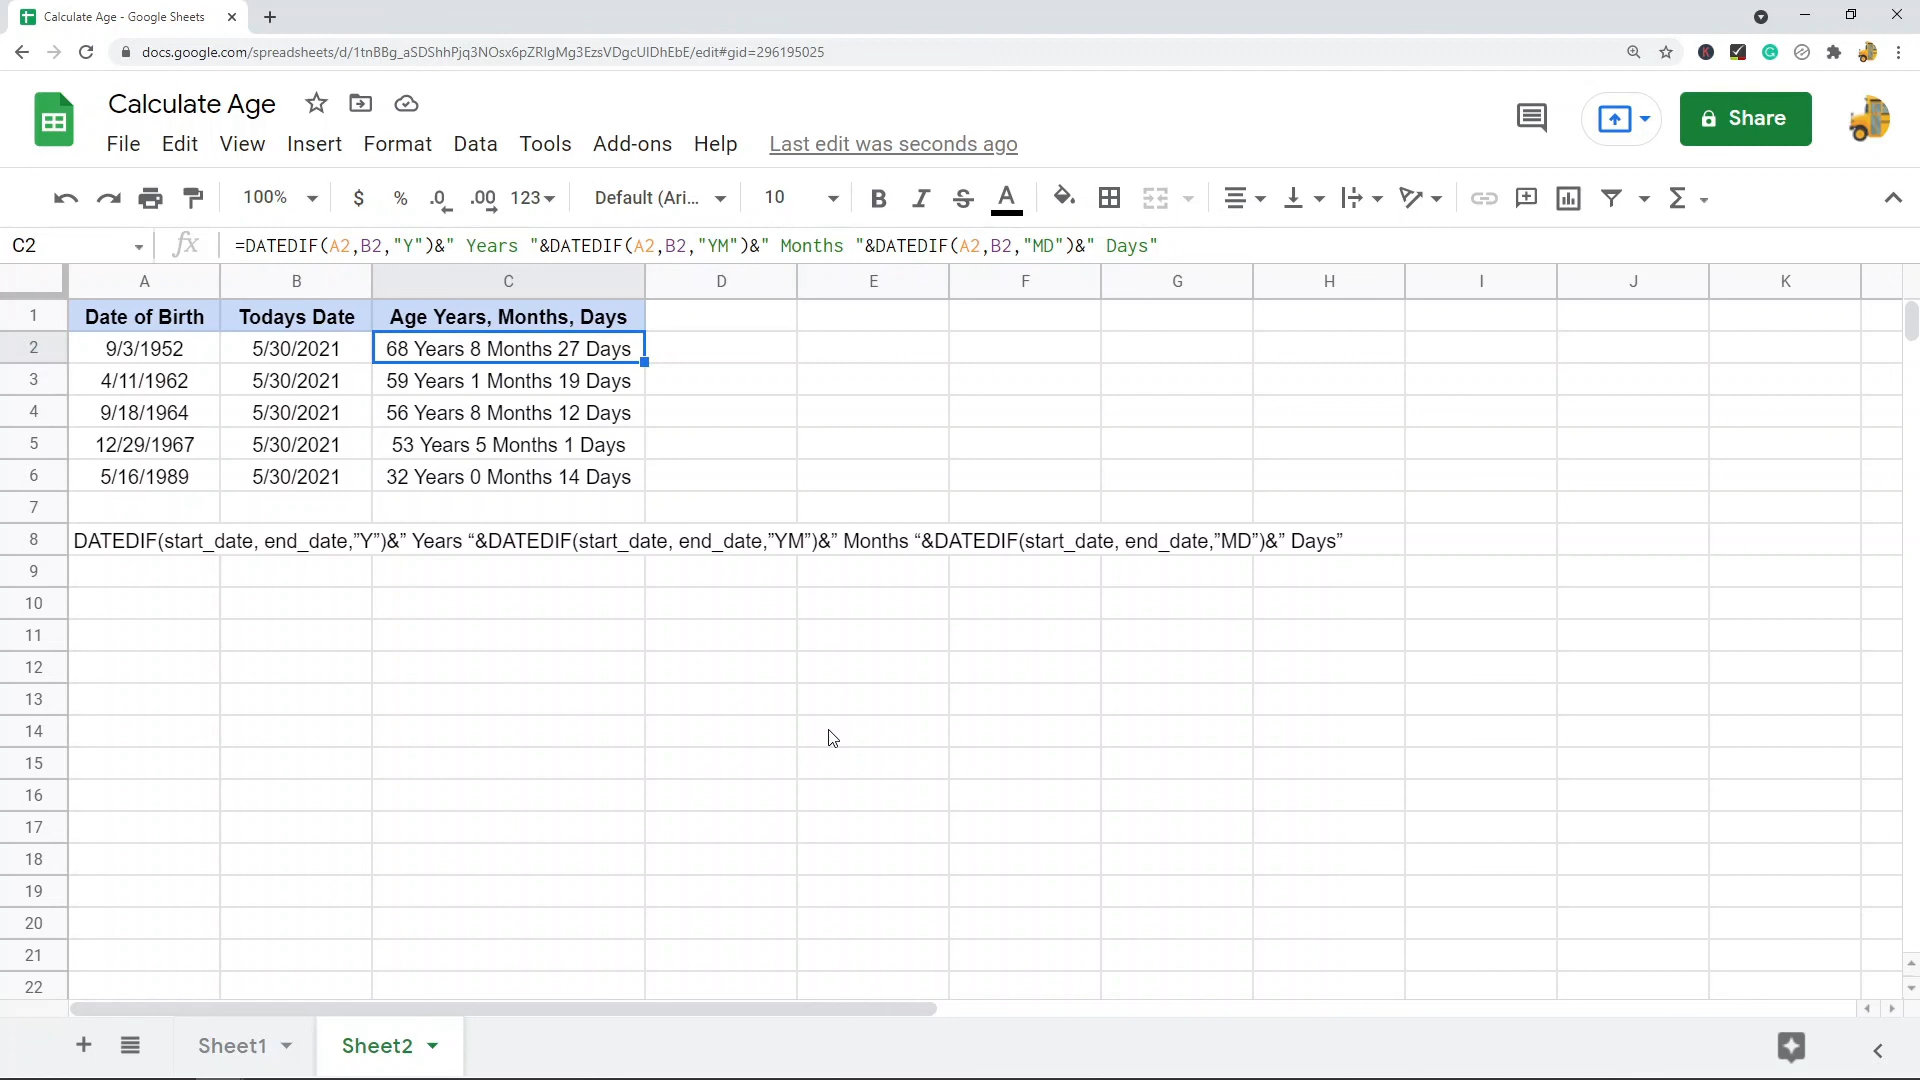 Calculate Age - Google Sheets
docs.google.com/spreadsheets/d/1tnBBg_aSDShhPjq3NOsx6pZRIgMg3EzsVDgcUIDhEbE/edit#gid=296195025
Calculate Age
Share
File Edit View Insert Format Data Tools Add-ons Help Last edit was seconds ago
100% $ % .0 .00 123 Default (Ari... 10 B I S A Σ
C2 fx =DATEDIF(A2,B2,"Y")&" Years "&DATEDIF(A2,B2,"YM")&" Months "&DATEDIF(A2,B2,"MD")&" Days"
A B C D E F G H I J K
1 Date of Birth Todays Date Age Years, Months, Days
2 9/3/1952 5/30/2021 68 Years 8 Months 27 Days
3 4/11/1962 5/30/2021 59 Years 1 Months 19 Days
4 9/18/1964 5/30/2021 56 Years 8 Months 12 Days
5 12/29/1967 5/30/2021 53 Years 5 Months 1 Days
6 5/16/1989 5/30/2021 32 Years 0 Months 14 Days
7
8 DATEDIF(start_date, end_date,”Y”)&” Years “&DATEDIF(start_date, end_date,”YM”)&” Months “&DATEDIF(start_date, end_date,”MD”)&” Days”
9
10
11
12
13
14
15
16
17
18
19
20
21
22
Sheet1 Sheet2